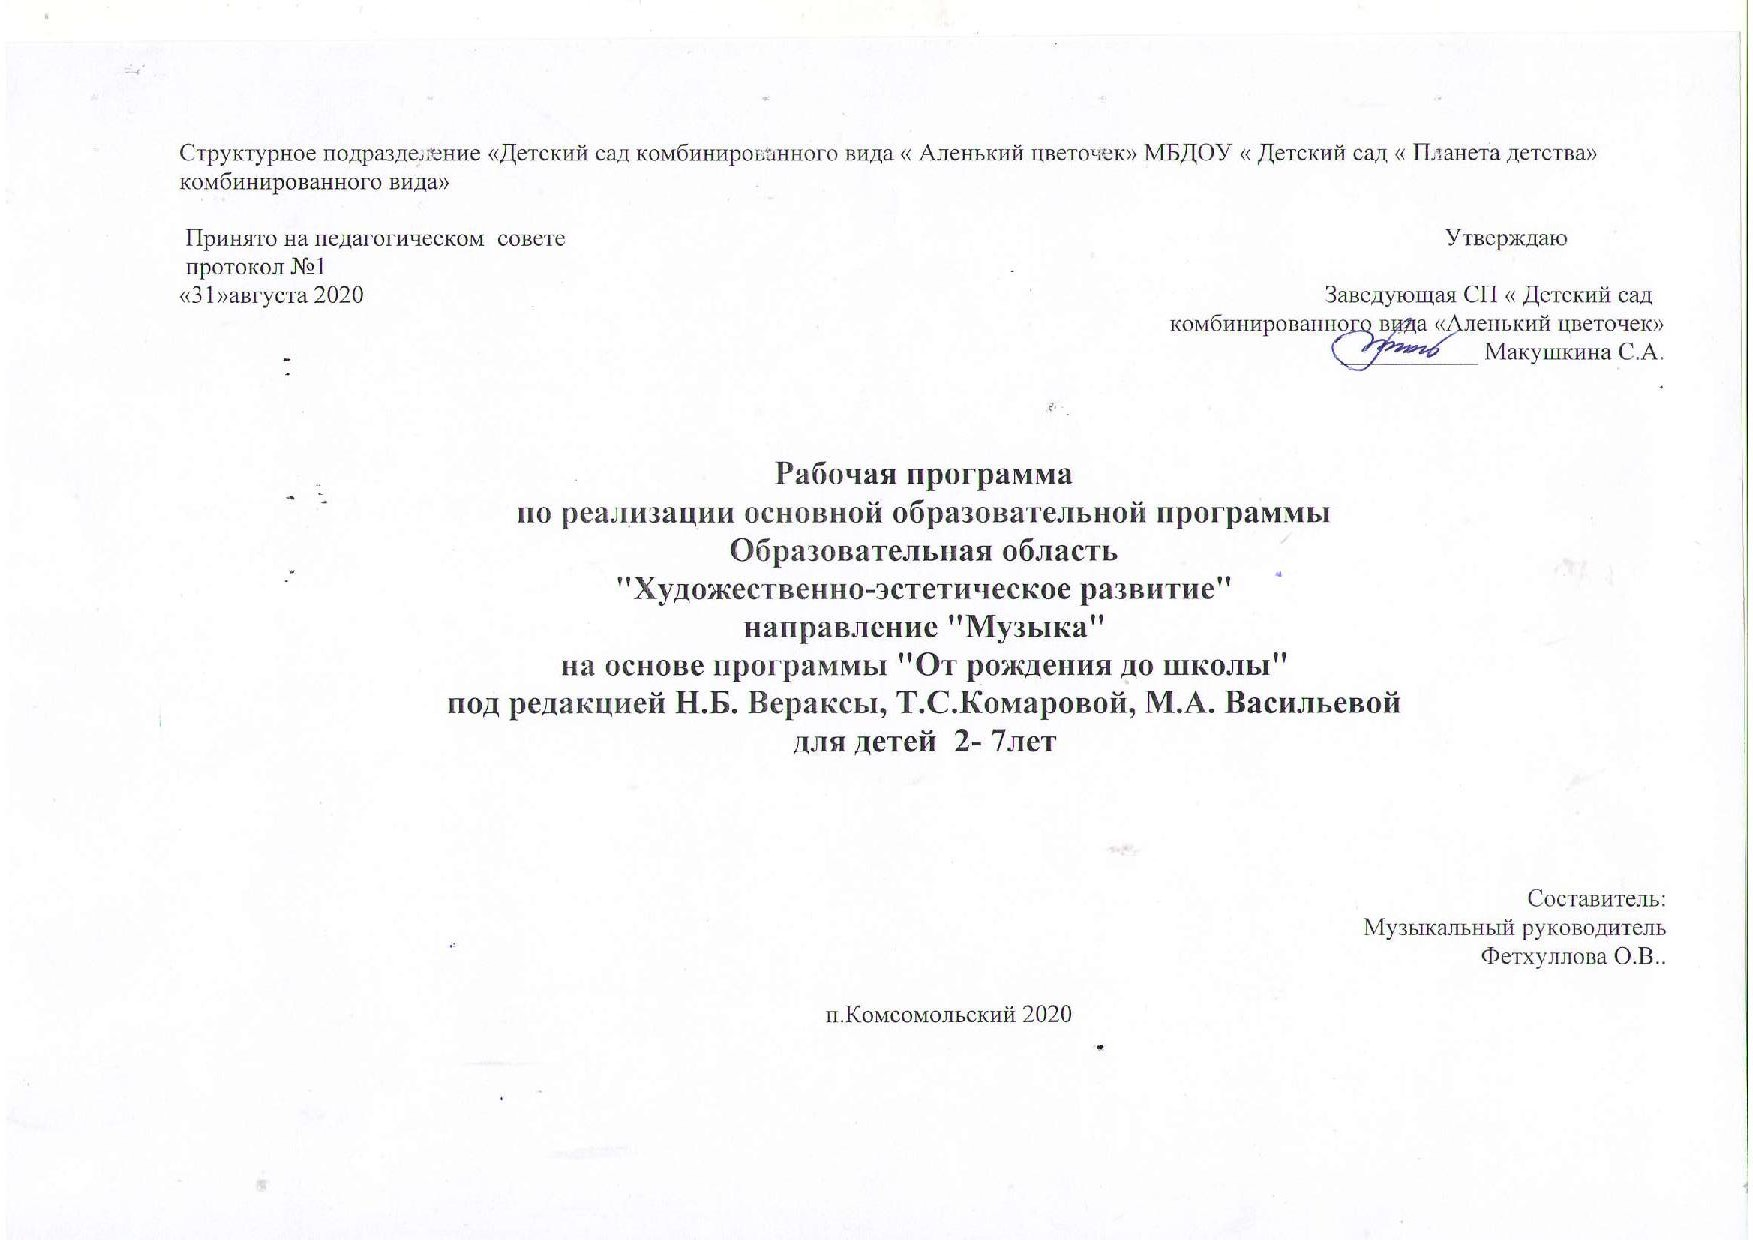 Структурное подразделение «Детский сад комбинированного вида « Аленький цветочек» МБДОУ « Детский сад « Планета детства»
комбинированного вида»
Принято на педагогическом совете
Утверждаю
протокол №1
«31»августа 2020
Заведующая СП « Детский сад
комбинированного вида «Аленький цветочек»
___________ Макушкина С.А.
Рабочая программа
по реализации основной образовательной программы
Образовательная область
"Художественно-эстетическое развитие"
направление "Музыка"
на основе программы "От рождения до школы"
под редакцией Н.Б. Вераксы, Т.С.Комаровой, М.А. Васильевой
для детей 2- 7лет
Составитель:
Музыкальный руководитель
Фетхуллова О.В..
п.Комсомольский 2020